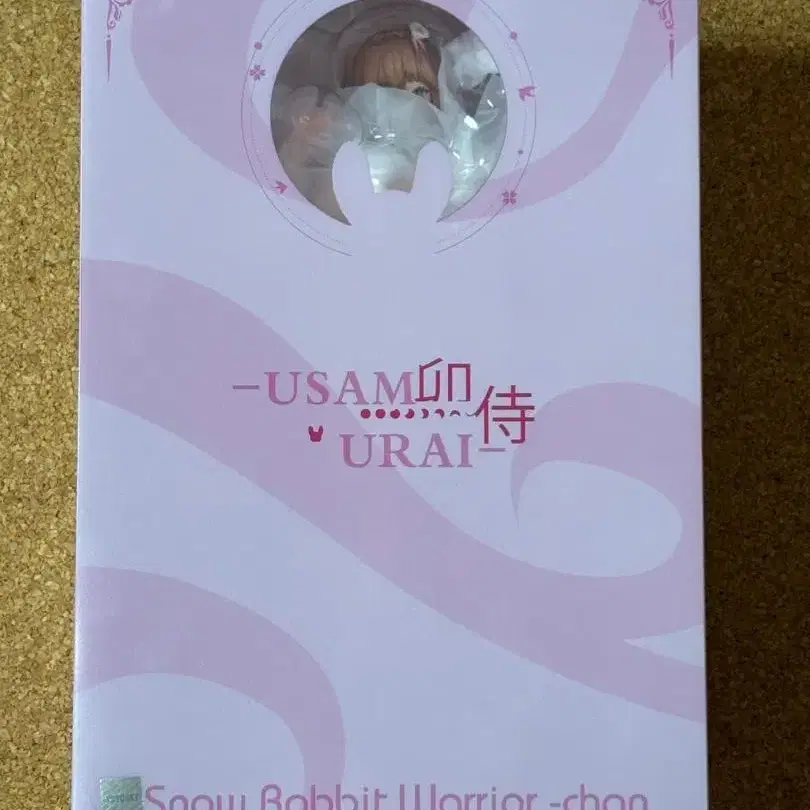 -USAM卯
侍
URAI-
Snow Rabbit Warrior -chan